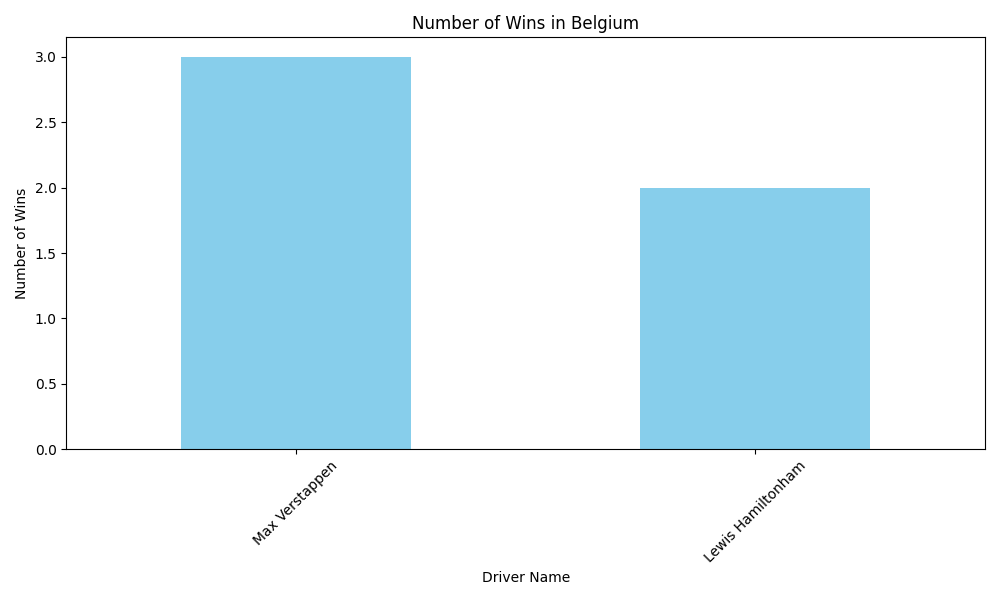 Number of Wins in Belgium
Number of Wins
3.0
2.5
2.0
1.5
1.0
0.5
0.0
Max Verstappen
Lewis Hamiltonham
Driver Name